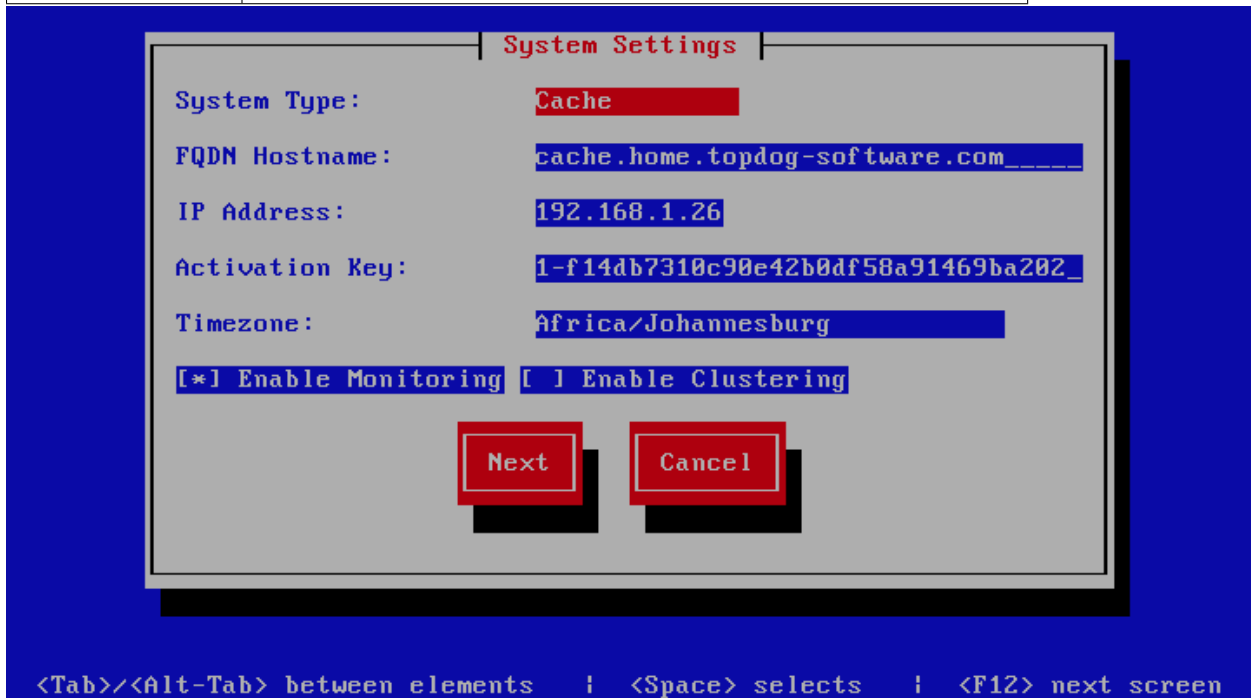 System Settings
System Type: Cache
FQDN Hostname: cache.home.topdog-software.com_____
IP Address: 192.168.1.26
Activation Key: 1-f14db7310c90e42b0df58a91469ba202_
Timezone: Africa/Johannesburg
[*] Enable Monitoring [ ] Enable Clustering
Next Cancel
<Tab>/<Alt-Tab> between elements | <Space> selects | <F12> next screen